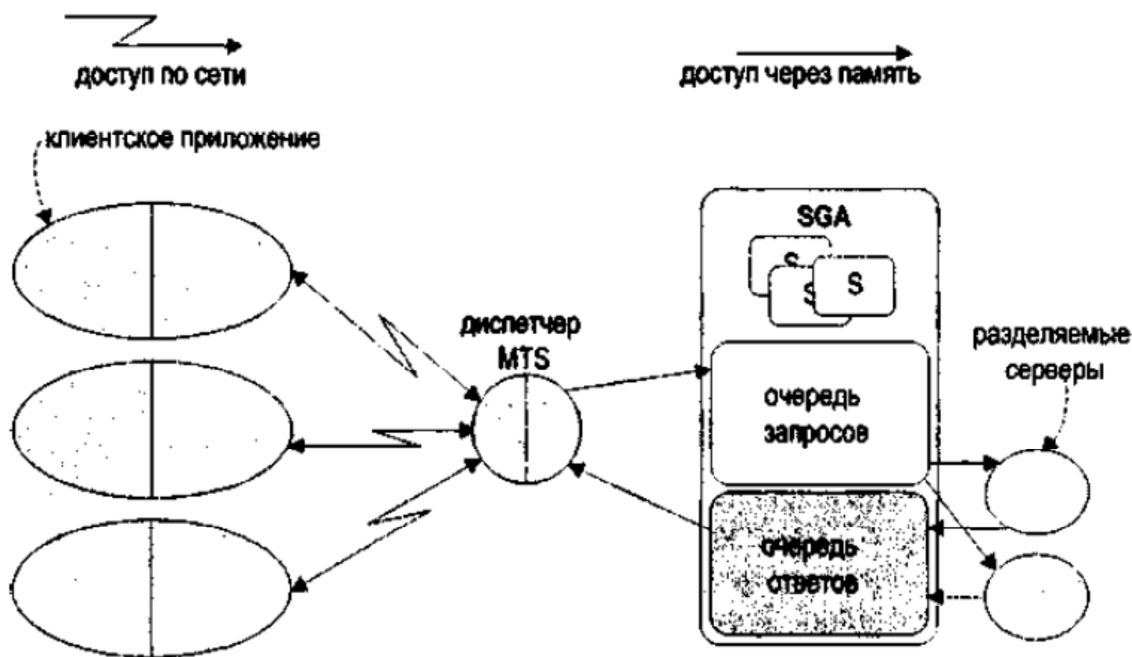 доступ по сети
доступ через память
клиентское приложение
SGA
S
S
S
диспетчер
MTS
разделяемые
серверы
очередь
запросов
очередь
ответов